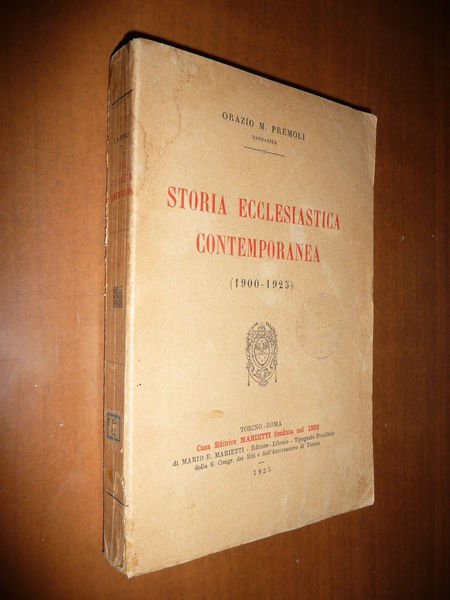 ORAZIO M. PREMOLI
BARNABITA
STORIA ECCLESIASTICA
CONTEMPORANEA
(1900-1925)
TORINO-ROMA
Casa Editrice MARIETTI fondata nel 1820
di MARIO E. MARIETTI - Editore - Libraio - Tipografo Pontificio
della S. Congr. dei Riti e dell'Arcivescovo di Torino
1925